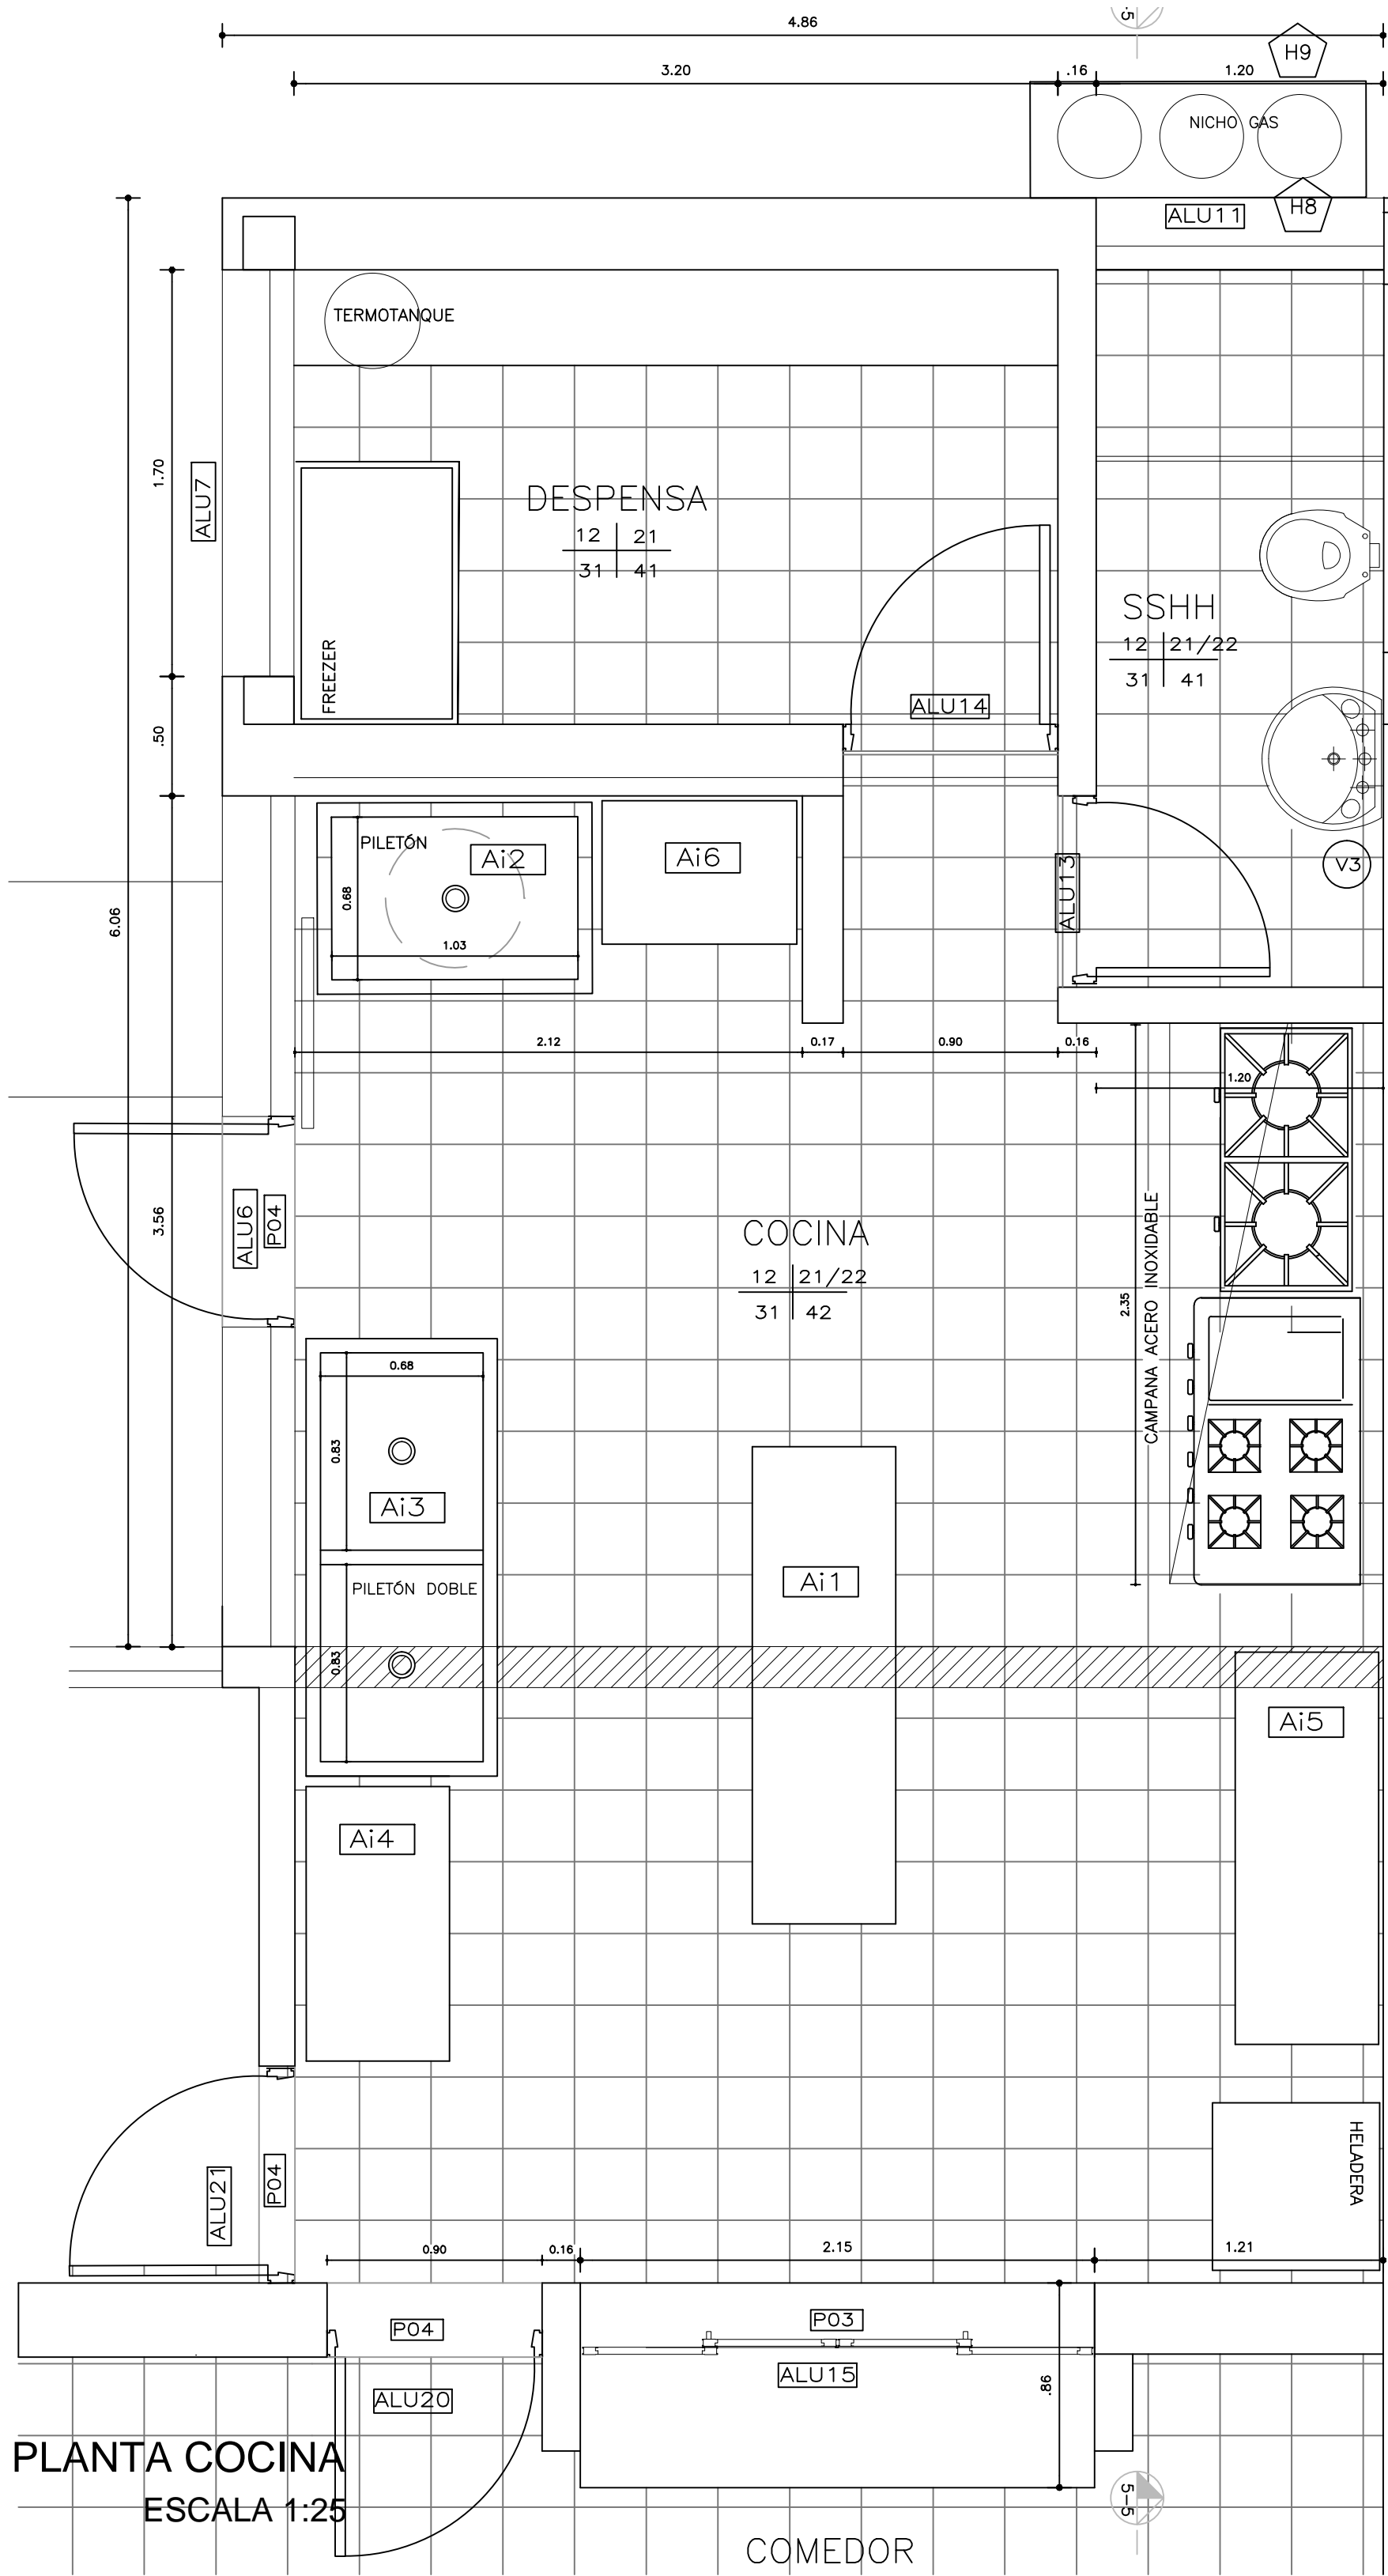 4.86
5-5
H9
3.20
.16
1.20
NICHO GAS
ALU11
H8
TERMOTANQUE
1.70
ALU7
DESPENSA
12 21
31 41
FREEZER
SSHH
12 21/22
31 41
ALU14
.50
PILETÓN
Ai2
Ai6
0.68
1.03
ALU13
V3
6.06
2.12
0.17
0.90
0.16
1.20
3.56
ALU6
P04
COCINA
12 21/22
31 42
2.35
CAMPANA ACERO INOXIDABLE
0.68
0.83
Ai3
PILETÓN DOBLE
0.83
Ai1
Ai5
Ai4
HELADERA
ALU21
P04
0.90
0.16
2.15
1.21
P04
P03
ALU15
.86
ALU20
PLANTA COCINA
ESCALA 1:25
5-5
COMEDOR